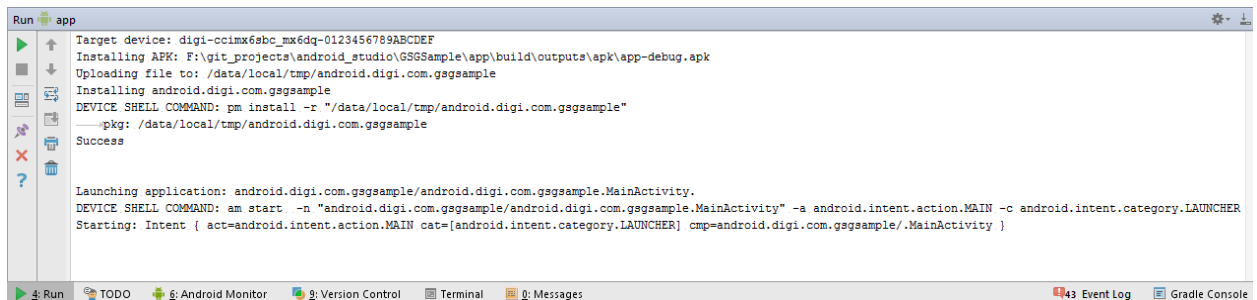 Run app
Target device: digi-ccimx6sbc_mx6dq-0123456789ABCDEF
Installing APK: F:\git_projects\android_studio\GSGSample\app\build\outputs\apk\app-debug.apk
Uploading file to: /data/local/tmp/android.digi.com.gsgsample
Installing android.digi.com.gsgsample
DEVICE SHELL COMMAND: pm install -r "/data/local/tmp/android.digi.com.gsgsample"
pkg: /data/local/tmp/android.digi.com.gsgsample
Success
Launching application: android.digi.com.gsgsample/android.digi.com.gsgsample.MainActivity.
DEVICE SHELL COMMAND: am start -n "android.digi.com.gsgsample/android.digi.com.gsgsample.MainActivity" -a android.intent.action.MAIN -c android.intent.category.LAUNCHER
Starting: Intent { act=android.intent.action.MAIN cat=[android.intent.category.LAUNCHER] cmp=android.digi.com.gsgsample/.MainActivity }
4: Run TODO 6: Android Monitor 9: Version Control Terminal 0: Messages 43 Event Log Gradle Console